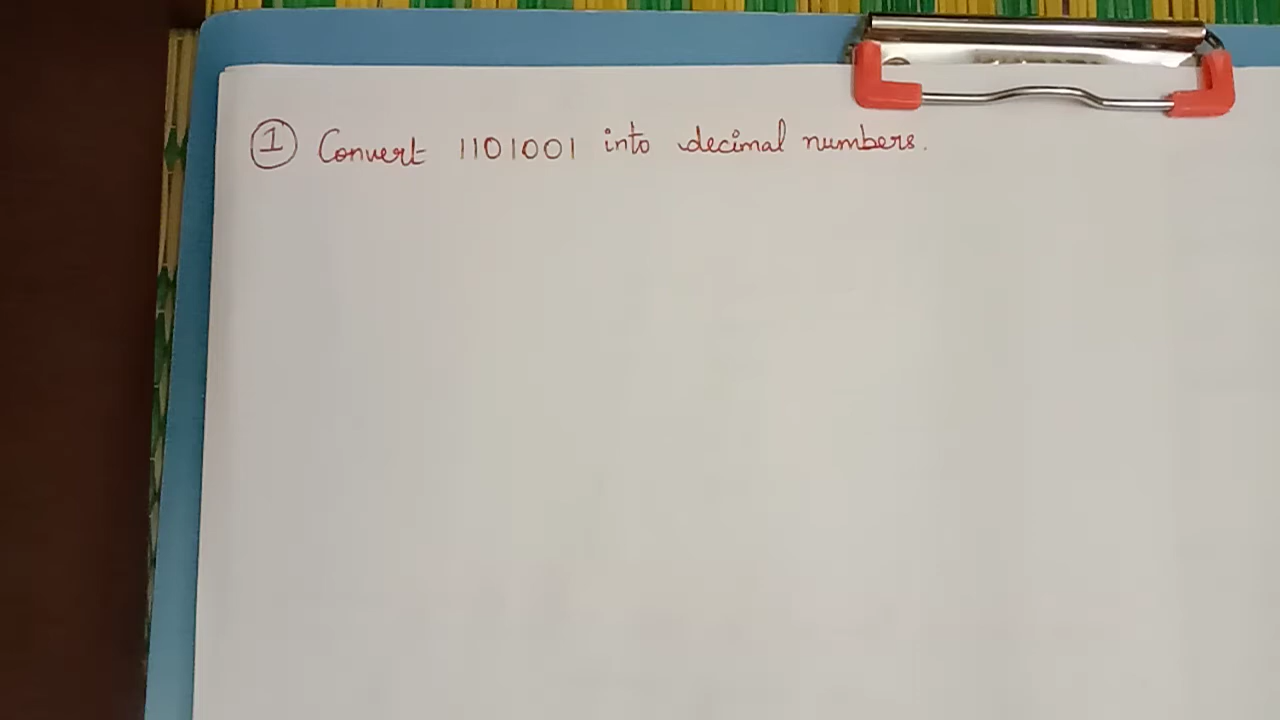 ① Convert 1101001 into decimal numbers.